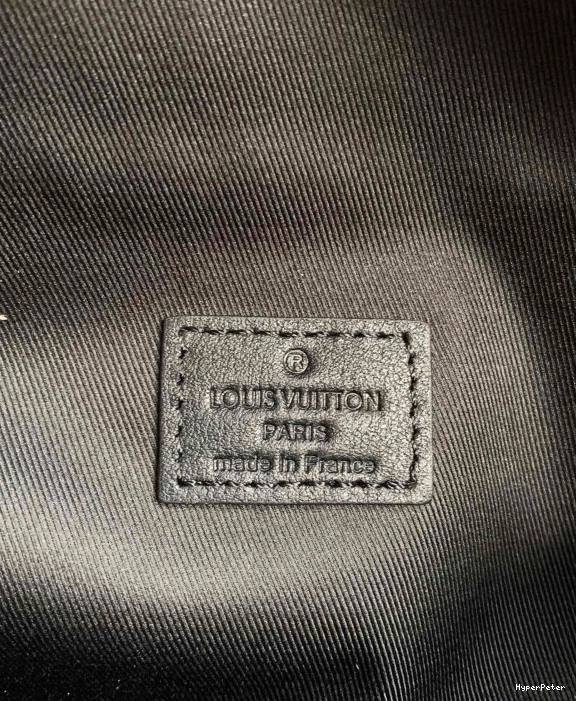 ®
LOUIS VUITTON
PARIS
made in France
HyperPeter